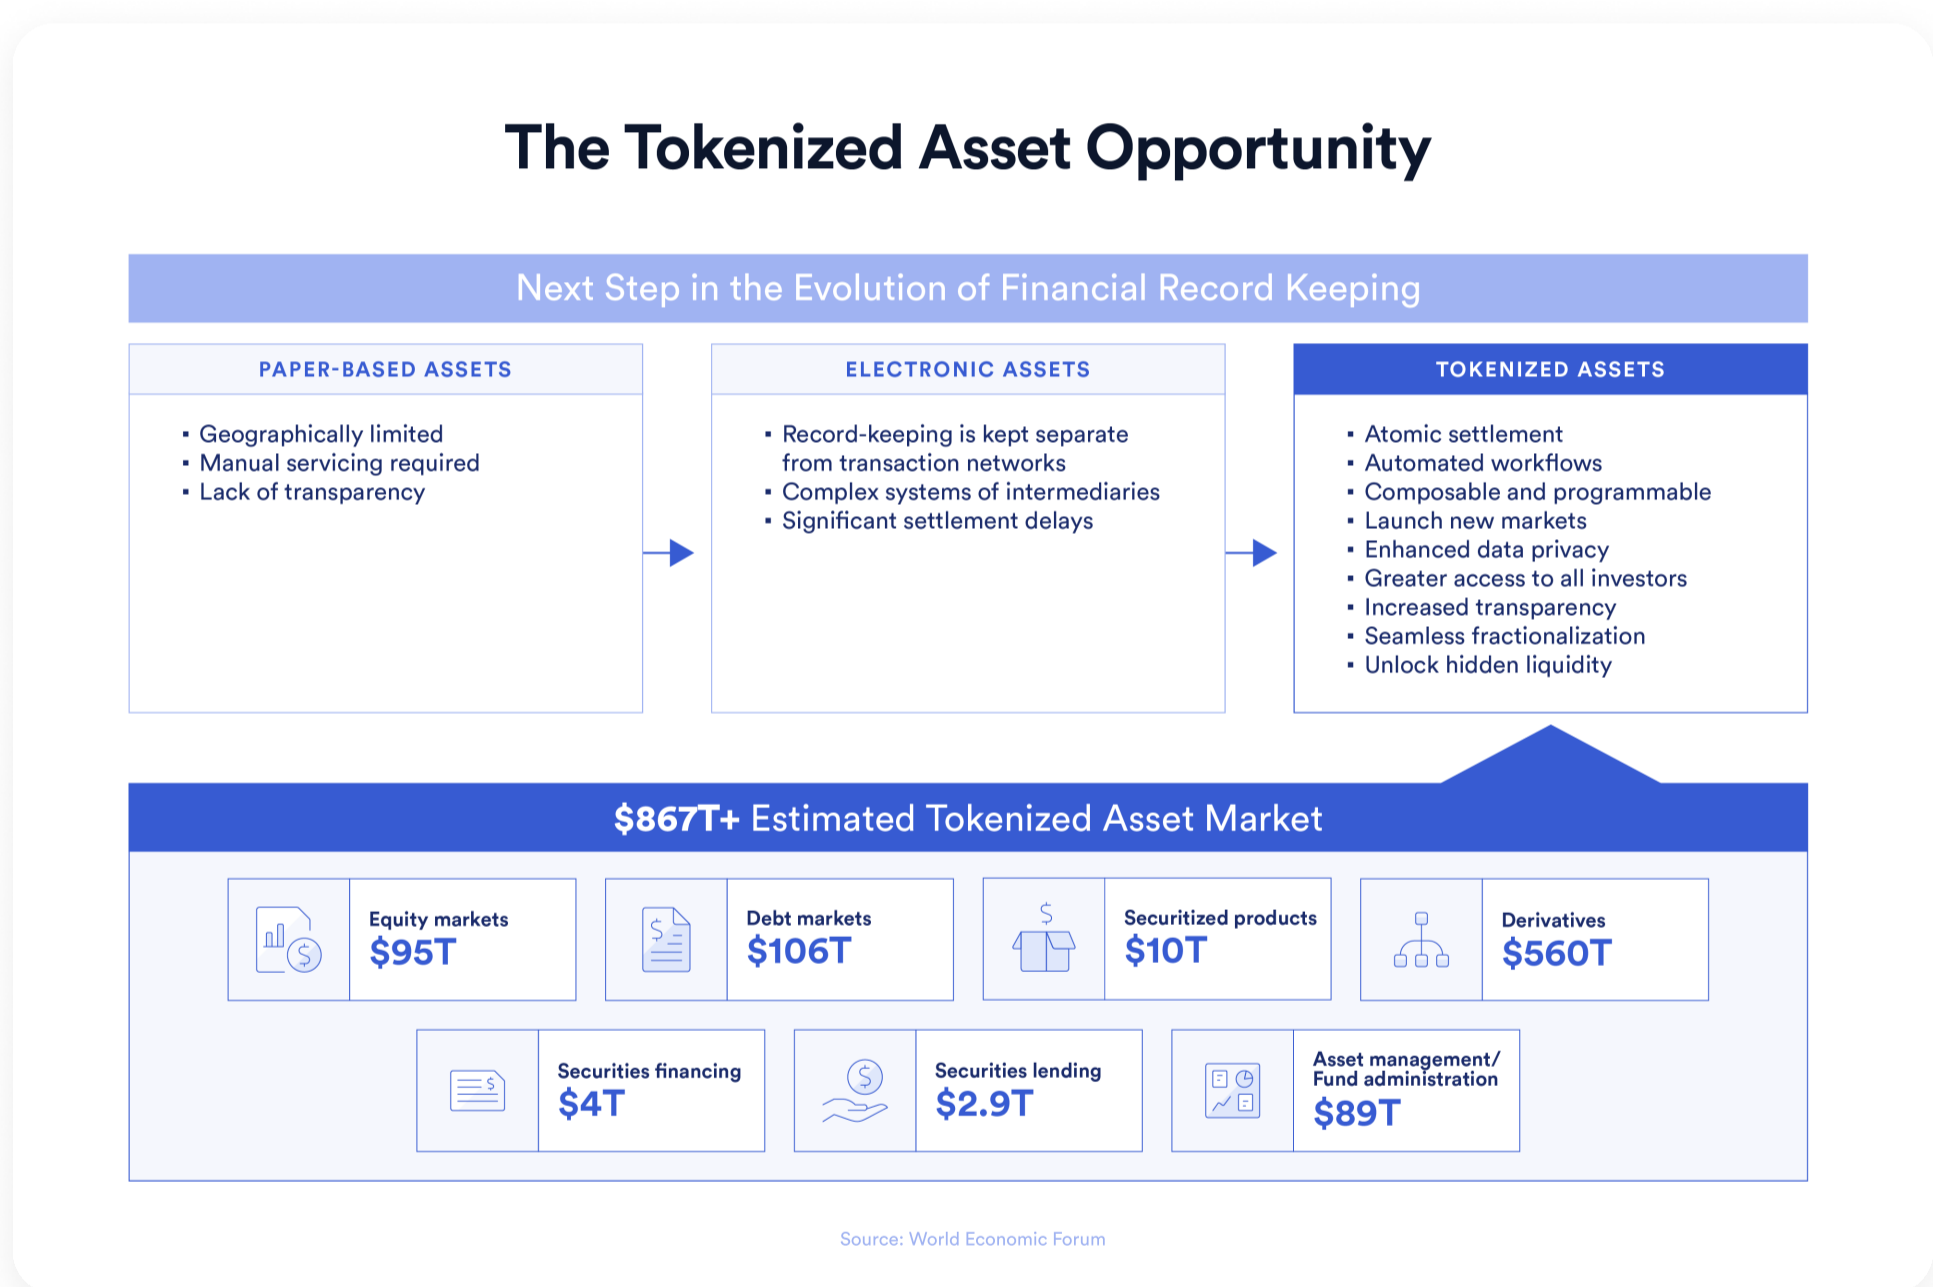 The Tokenized Asset Opportunity
Next Step in the Evolution of Financial Record Keeping
PAPER-BASED ASSETS
▪ Geographically limited
▪ Manual servicing required
▪ Lack of transparency
ELECTRONIC ASSETS
▪ Record-keeping is kept separate
from transaction networks
▪ Complex systems of intermediaries
▪ Significant settlement delays
TOKENIZED ASSETS
▪ Atomic settlement
▪ Automated workflows
▪ Composable and programmable
▪ Launch new markets
▪ Enhanced data privacy
▪ Greater access to all investors
▪ Increased transparency
▪ Seamless fractionalization
▪ Unlock hidden liquidity
$867T+ Estimated Tokenized Asset Market
$
Equity markets
$95T
$
Debt markets
$106T
$
Securitized products
$10T
Derivatives
$560T
$
Securities financing
$4T
$
Securities lending
$2.9T
Asset management/
Fund administration
$89T
Source: World Economic Forum